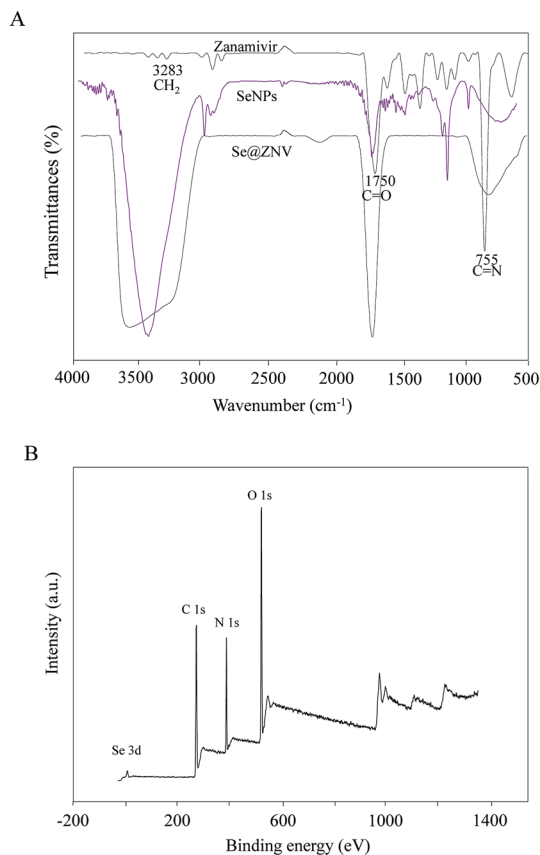 A
Zanamivir
3283
CH2
SeNPs
Se@ZNV
1750
C=O
755
C=N
Transmittances (%)
4000 3500 3000 2500 2000 1500 1000 500
Wavenumber (cm-1)
B
O 1s
C 1s
N 1s
Se 3d
Intensity (a.u.)
-200 200 600 1000 1400
Binding energy (eV)